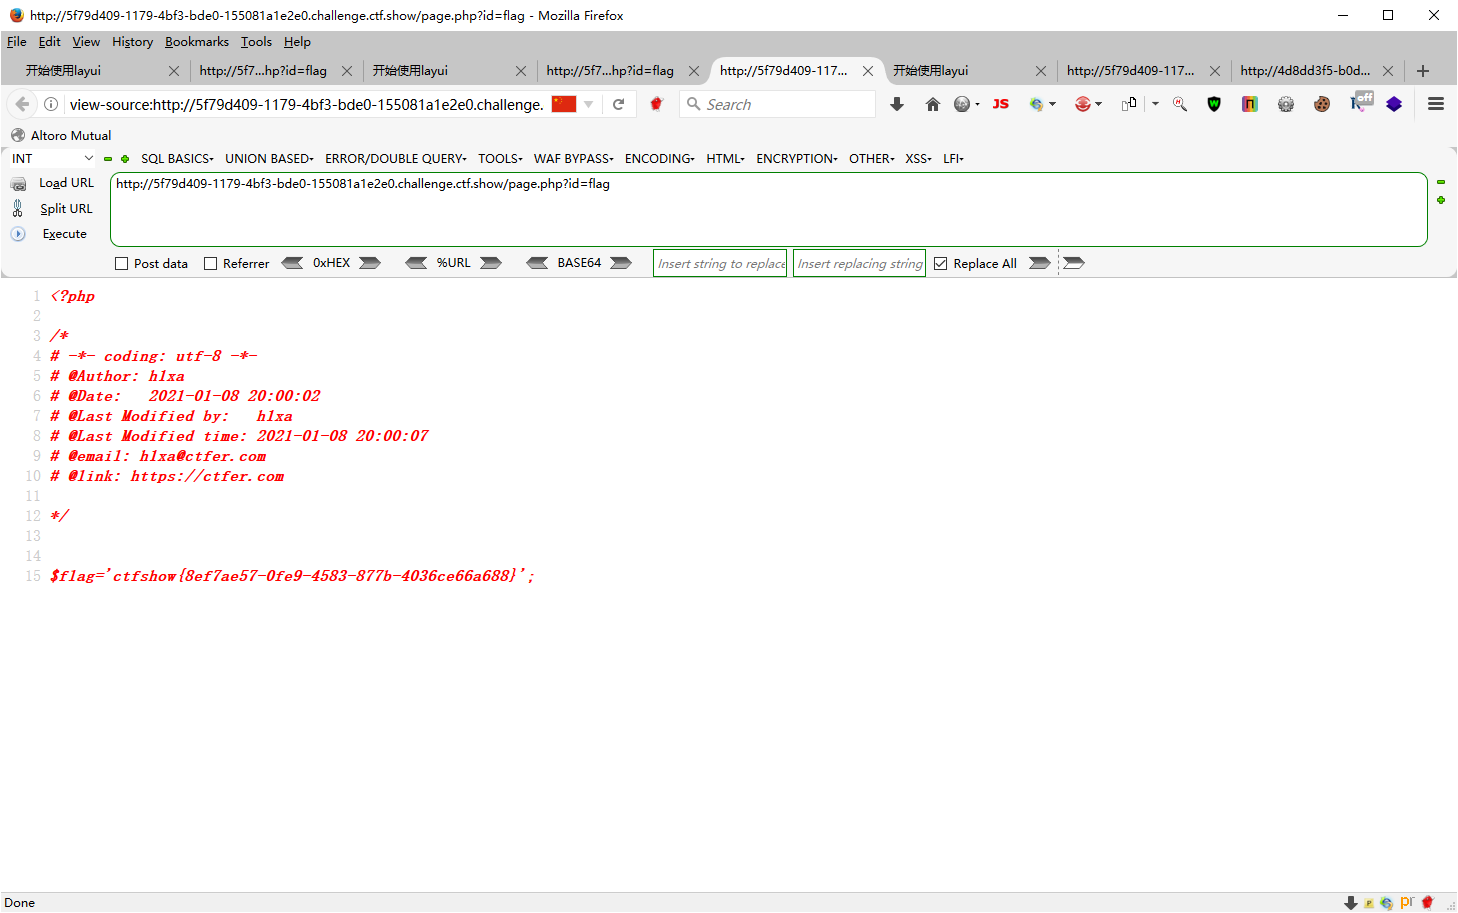 http://5f79d409-1179-4bf3-bde0-155081a1e2e0.challenge.ctf.show/page.php?id=flag - Mozilla Firefox
File Edit View History Bookmarks Tools Help
开始使用layui http://5f7...hp?id=flag 开始使用layui http://5f7...hp?id=flag http://5f79d409-117... 开始使用layui http://5f79d409-117... http://4d8dd3f5-b0d...
view-source:http://5f79d409-1179-4bf3-bde0-155081a1e2e0.challenge. Search JS off
Altoro Mutual
INT SQL BASICS UNION BASED ERROR/DOUBLE QUERY TOOLS WAF BYPASS ENCODING HTML ENCRYPTION OTHER XSS LFI
Load URL http://5f79d409-1179-4bf3-bde0-155081a1e2e0.challenge.ctf.show/page.php?id=flag
Split URL
Execute
Post data Referrer 0xHEX %URL BASE64 Insert string to replace Insert replacing string Replace All
1 <?php
2
3 /*
4 # -*- coding: utf-8 -*-
5 # @Author: h1xa
6 # @Date:   2021-01-08 20:00:02
7 # @Last Modified by:   h1xa
8 # @Last Modified time: 2021-01-08 20:00:07
9 # @email: h1xa@ctfer.com
10 # @link: https://ctfer.com
11
12 */
13
14
15 $flag='ctfshow{8ef7ae57-0fe9-4583-877b-4036ce66a688}';
Done pr